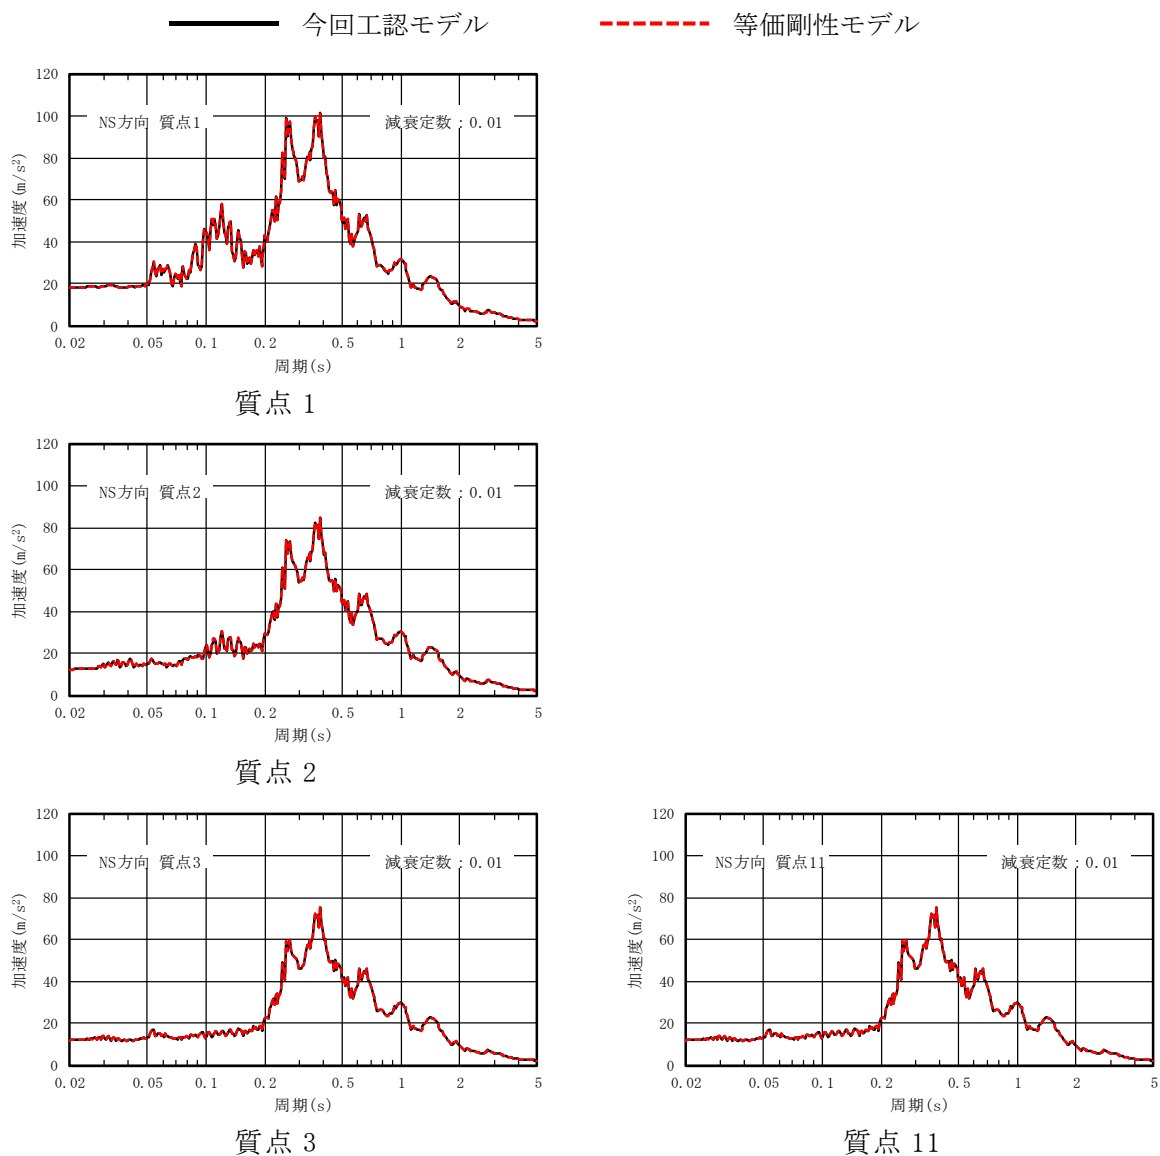 今回工認モデル 等価剛性モデル
120
100
80
60
40
20
0
加速度(m/s²)
NS方向 質点1 減衰定数：0.01
0.02 0.05 0.1 0.2 0.5 1 2 5
周期(s)
質点 1
120
100
80
60
40
20
0
加速度(m/s²)
NS方向 質点2 減衰定数：0.01
0.02 0.05 0.1 0.2 0.5 1 2 5
周期(s)
質点 2
120
100
80
60
40
20
0
加速度(m/s²)
NS方向 質点3 減衰定数：0.01
0.02 0.05 0.1 0.2 0.5 1 2 5
周期(s)
質点 3
120
100
80
60
40
20
0
加速度(m/s²)
NS方向 質点11 減衰定数：0.01
0.02 0.05 0.1 0.2 0.5 1 2 5
周期(s)
質点 11